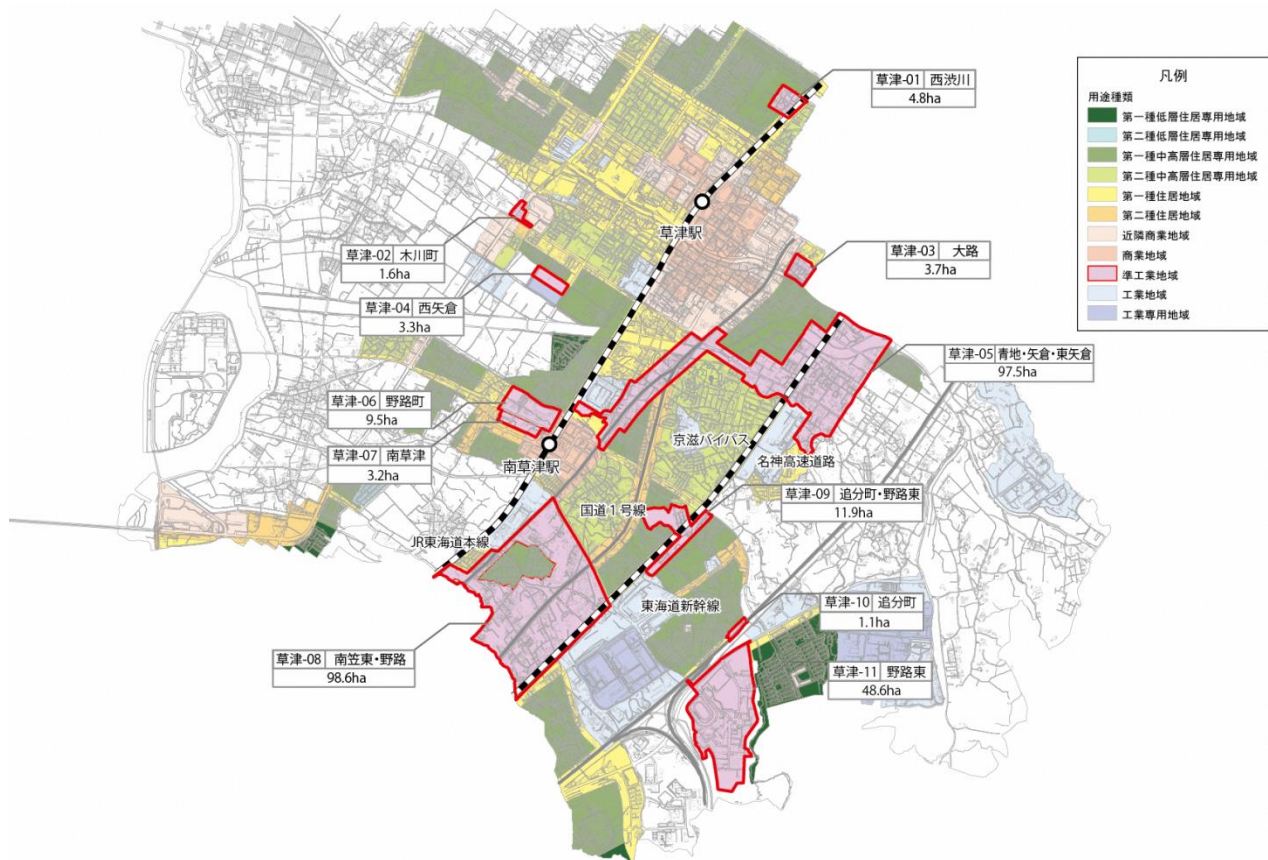 草津-01 西渋川
4.8ha
凡例
用途種類
第一種低層住居専用地域
第二種低層住居専用地域
第一種中高層住居専用地域
第二種中高層住居専用地域
第一種住居地域
第二種住居地域
近隣商業地域
商業地域
準工業地域
工業地域
工業専用地域
草津駅
草津-02 木川町
1.6ha
草津-03 大路
3.7ha
草津-04 西矢倉
3.3ha
草津-05 青地・矢倉・東矢倉
97.5ha
草津-06 野路町
9.5ha
草津-07 南草津
3.2ha
南草津駅
京滋バイパス
名神高速道路
草津-09 追分町・野路東
11.9ha
国道1号線
JR東海道本線
東海道新幹線
草津-10 追分町
1.1ha
草津-08 南笠東・野路
98.6ha
草津-11 野路東
48.6ha